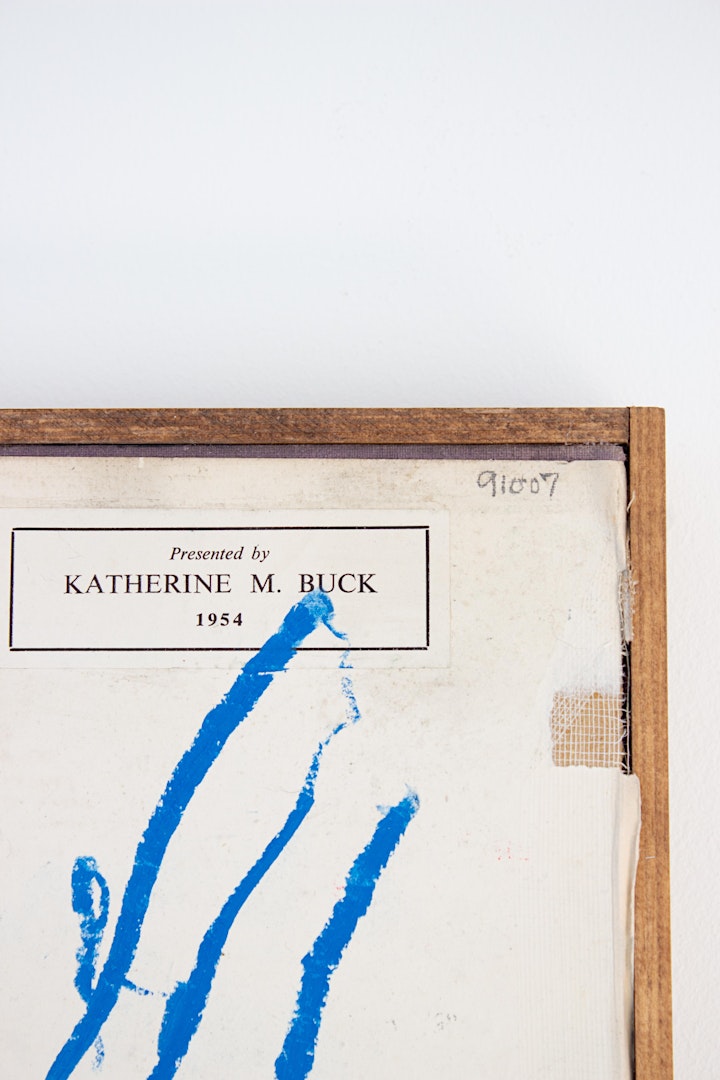 91007
Presented by
KATHERINE M. BUCK
1954